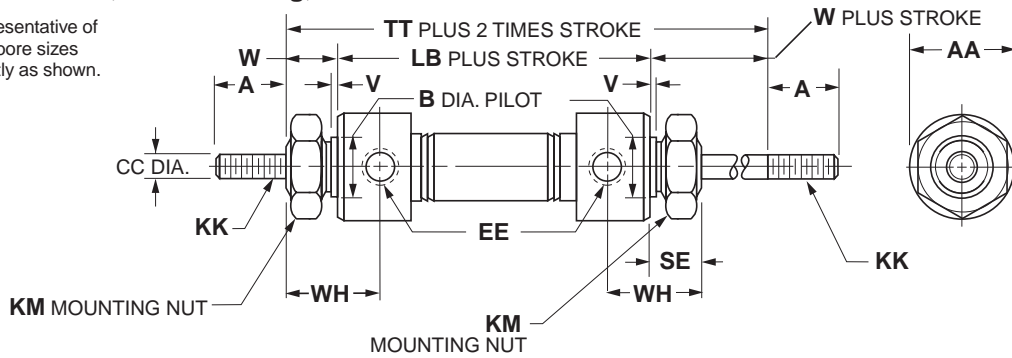 esentative of
bore sizes
tly as shown.
TT PLUS 2 TIMES STROKE
W PLUS STROKE
W
LB PLUS STROKE
AA
A
V
V
A
B DIA. PILOT
CC DIA.
KK
EE
SE
KK
WH
WH
KM MOUNTING NUT
KM
MOUNTING NUT